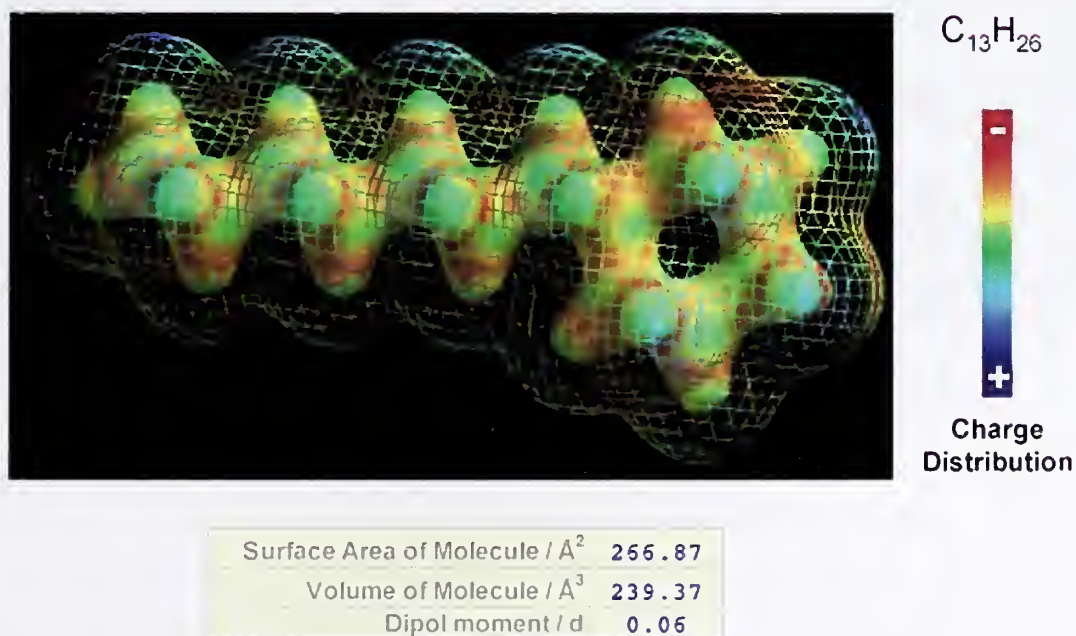 C₁₃H₂₆
-
+
Charge
Distribution
Surface Area of Molecule / Å² 266.87
Volume of Molecule / Å³ 239.37
Dipol moment / d 0.06